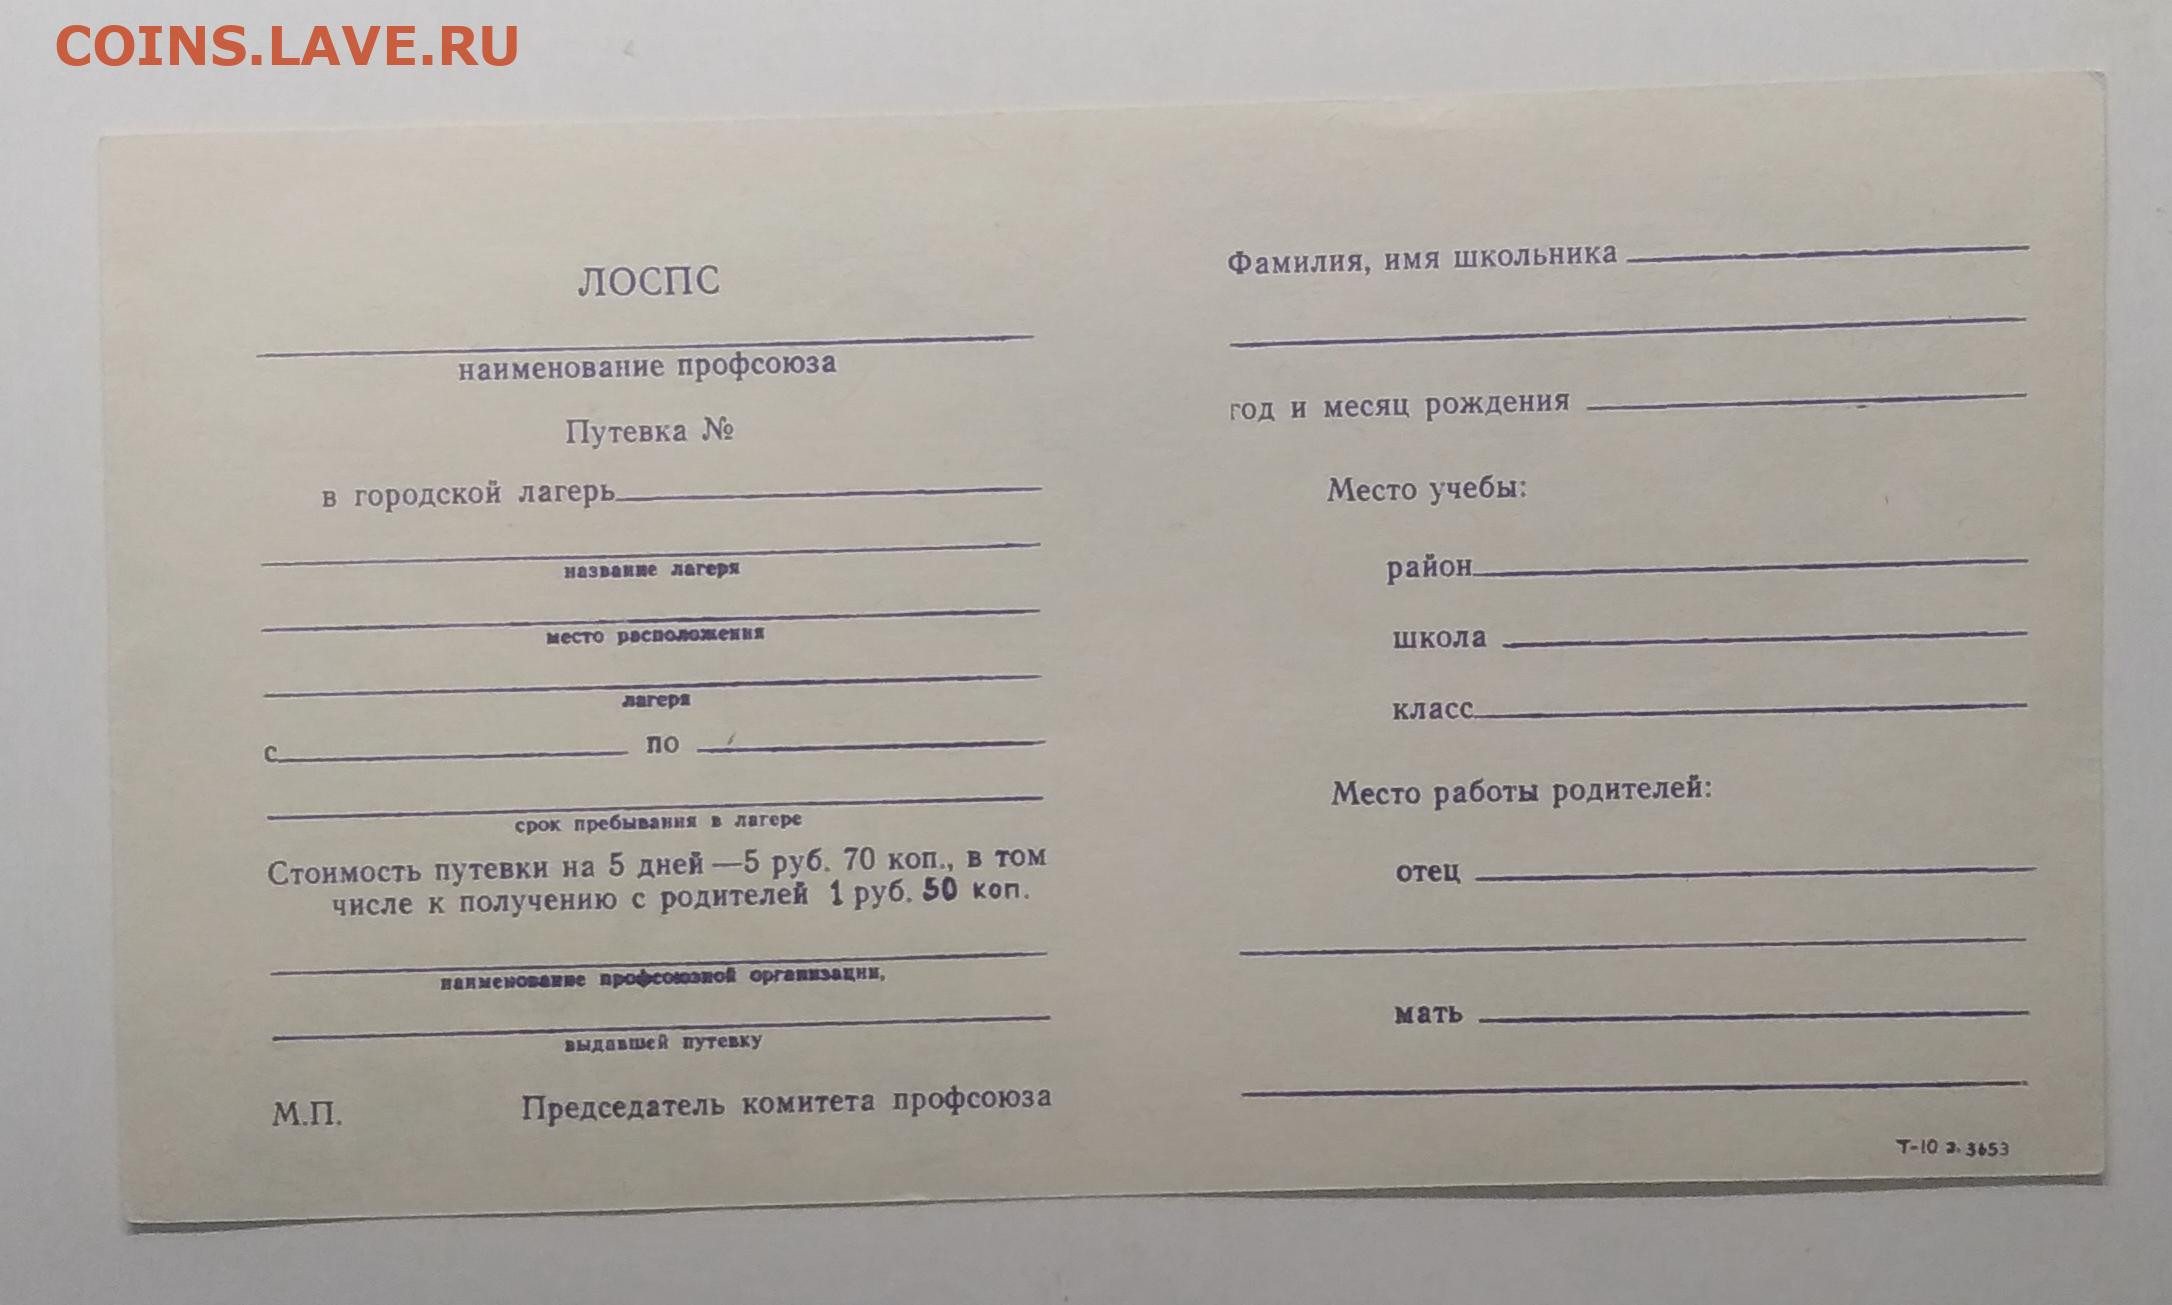 COINS.LAVE.RU
ЛОСПС
наименование профсоюза
Путевка №
в городской лагерь
название лагеря
место расположения
лагеря
с по
срок пребывания в лагере
Стоимость путевки на 5 дней —5 руб. 70 коп., в том
числе к получению с родителей 1 руб. 50 коп.
наименование профсоюзной организации,
выдавшей путевку
М.П. Председатель комитета профсоюза
Фамилия, имя школьника
год и месяц рождения
Место учебы:
район
школа
класс
Место работы родителей:
отец
мать
Т-10 з. 3653